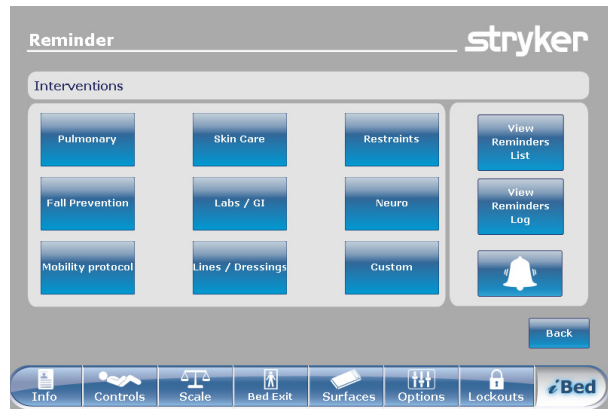 Reminder
stryker
Interventions
Pulmonary
Skin Care
Restraints
View
Reminders
List
Fall Prevention
Labs / GI
Neuro
View
Reminders
Log
Mobility protocol
Lines / Dressings
Custom
Back
Info
Controls
Scale
Bed Exit
Surfaces
Options
Lockouts
iBed